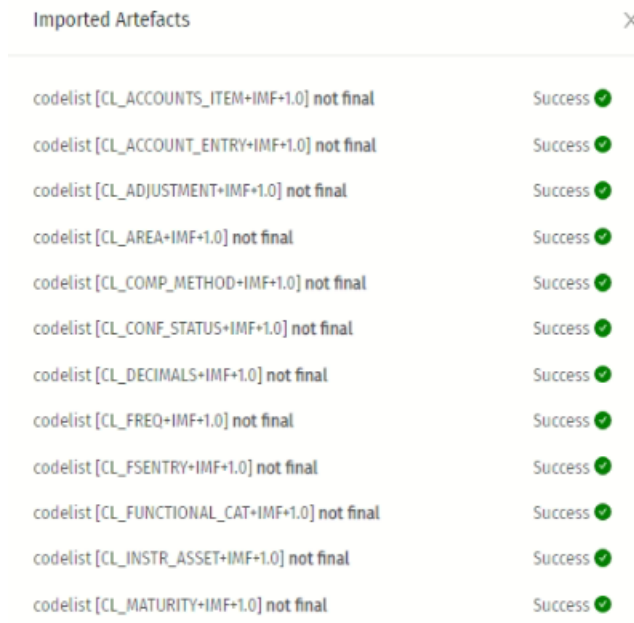 Imported Artefacts
codelist [CL_ACCOUNTS_ITEM+IMF+1.0] not final Success
codelist [CL_ACCOUNT_ENTRY+IMF+1.0] not final Success
codelist [CL_ADJUSTMENT+IMF+1.0] not final Success
codelist [CL_AREA+IMF+1.0] not final Success
codelist [CL_COMP_METHOD+IMF+1.0] not final Success
codelist [CL_CONF_STATUS+IMF+1.0] not final Success
codelist [CL_DECIMALS+IMF+1.0] not final Success
codelist [CL_FREQ+IMF+1.0] not final Success
codelist [CL_FSENTRY+IMF+1.0] not final Success
codelist [CL_FUNCTIONAL_CAT+IMF+1.0] not final Success
codelist [CL_INSTR_ASSET+IMF+1.0] not final Success
codelist [CL_MATURITY+IMF+1.0] not final Success